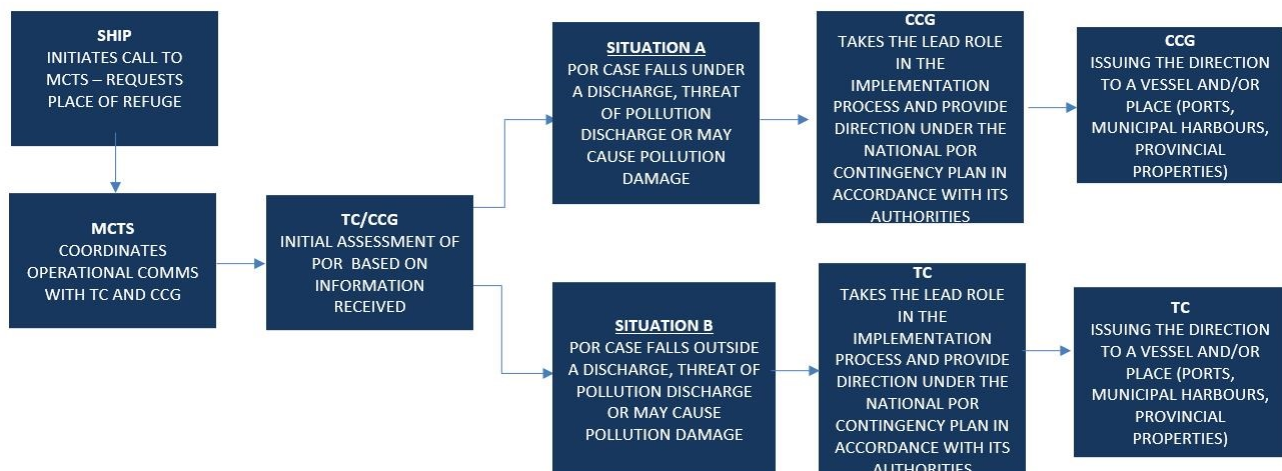 SHIP
INITIATES CALL TO
MCTS – REQUESTS
PLACE OF REFUGE
MCTS
COORDINATES
OPERATIONAL COMMS
WITH TC AND CCG
TC/CCG
INITIAL ASSESSMENT OF
POR BASED ON
INFORMATION
RECEIVED
SITUATION A
POR CASE FALLS UNDER
A DISCHARGE, THREAT
OF POLLUTION
DISCHARGE OR MAY
CAUSE POLLUTION
DAMAGE
CCG
TAKES THE LEAD ROLE
IN THE
IMPLEMENTATION
PROCESS AND PROVIDE
DIRECTION UNDER THE
NATIONAL POR
CONTINGENCY PLAN IN
ACCORDANCE WITH ITS
AUTHORITIES
CCG
ISSUING THE DIRECTION
TO A VESSEL AND/OR
PLACE (PORTS,
MUNICIPAL HARBOURS,
PROVINCIAL
PROPERTIES)
SITUATION B
POR CASE FALLS OUTSIDE
A DISCHARGE, THREAT OF
POLLUTION DISCHARGE
OR MAY CAUSE
POLLUTION DAMAGE
TC
TAKES THE LEAD ROLE
IN THE
IMPLEMENTATION
PROCESS AND PROVIDE
DIRECTION UNDER THE
NATIONAL POR
CONTINGENCY PLAN IN
ACCORDANCE WITH ITS
AUTHORITIES
TC
ISSUING THE DIRECTION
TO A VESSEL AND/OR
PLACE (PORTS,
MUNICIPAL HARBOURS,
PROVINCIAL
PROPERTIES)